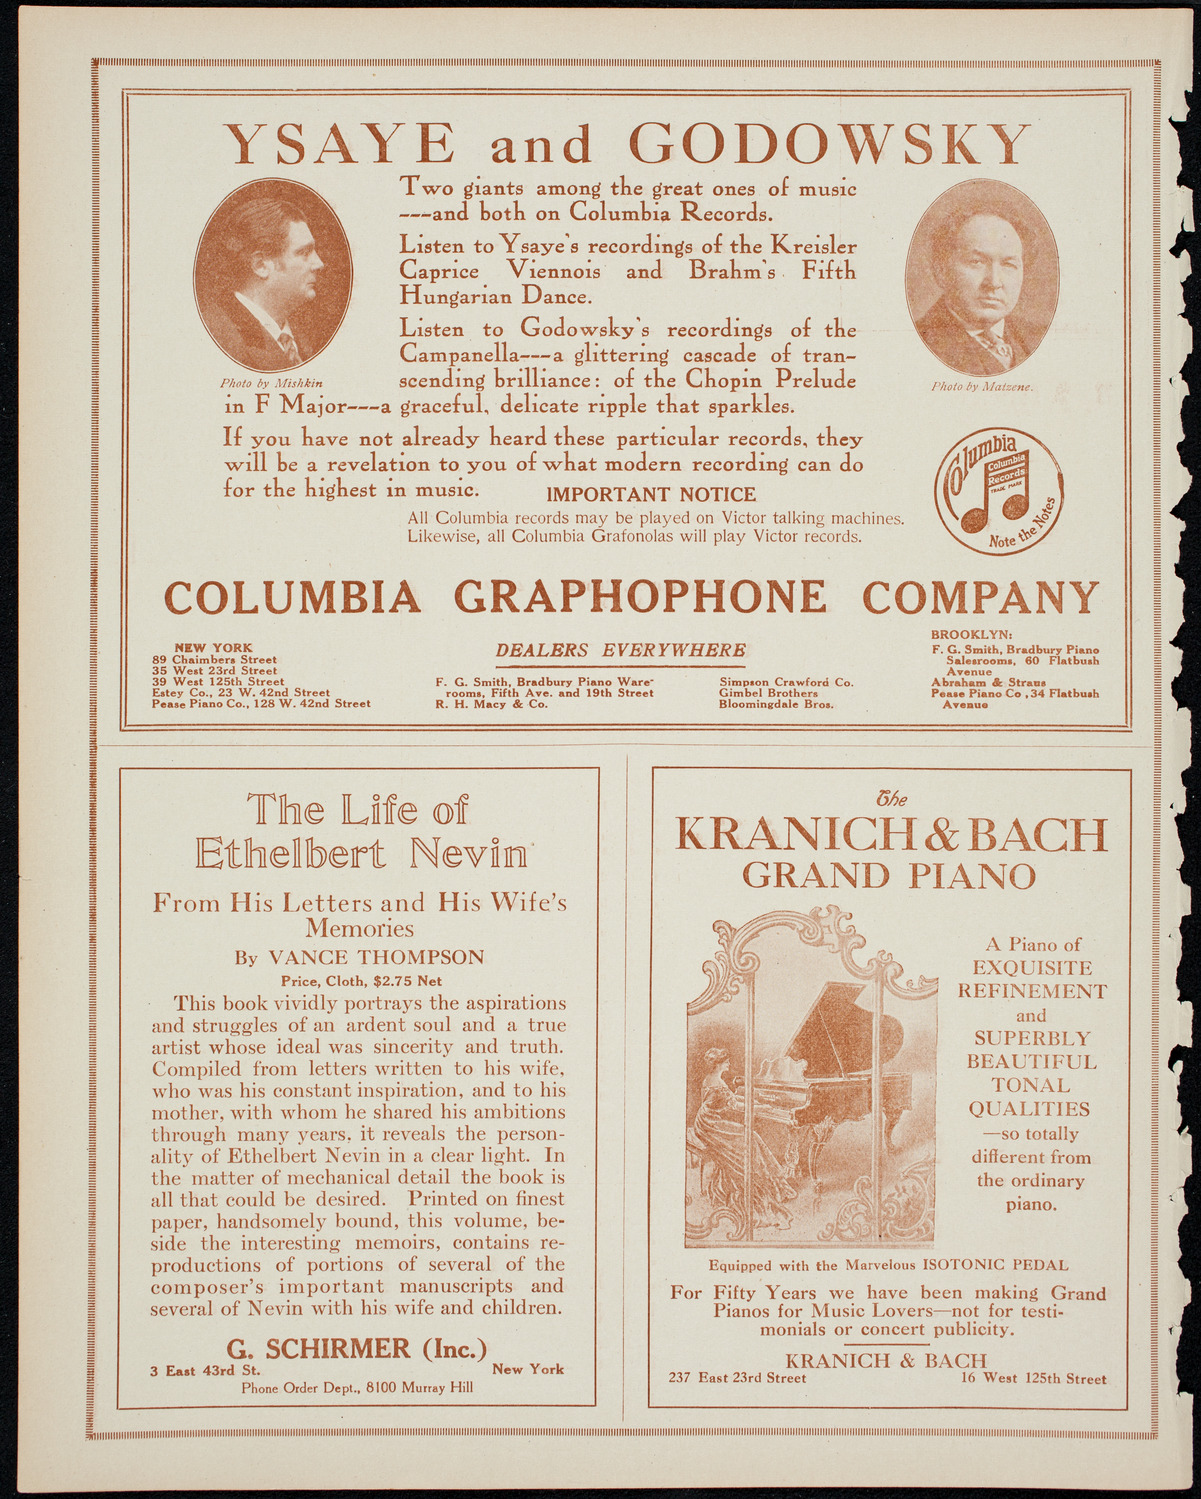 YSAYE and GODOWSKY
Two giants among the great ones of music
---and both on Columbia Records.
Listen to Ysaye's recordings of the Kreisler
Caprice Viennois and Brahm's Fifth
Hungarian Dance.
Listen to Godowsky's recordings of the
Campanella---a glittering cascade of tran-
scending brilliance: of the Chopin Prelude
in F Major---a graceful, delicate ripple that sparkles.
Photo by Mishkin
Photo by Matzene.
If you have not already heard these particular records, they
will be a revelation to you of what modern recording can do
for the highest in music.
IMPORTANT NOTICE
All Columbia records may be played on Victor talking machines.
Likewise, all Columbia Grafonolas will play Victor records.
Columbia
Columbia
Records
TRADE MARK
Note the Notes
COLUMBIA GRAPHOPHONE COMPANY
NEW YORK
89 Chaimbers Street
35 West 23rd Street
39 West 125th Street
Estey Co., 23 W. 42nd Street
Pease Piano Co., 128 W. 42nd Street
DEALERS EVERYWHERE
F. G. Smith, Bradbury Piano Ware-
rooms, Fifth Ave. and 19th Street
R. H. Macy & Co.
Simpson Crawford Co.
Gimbel Brothers
Bloomingdale Bros.
BROOKLYN:
F. G. Smith, Bradbury Piano
Salesrooms, 60 Flatbush
Avenue
Abraham & Straus
Pease Piano Co , 34 Flatbush
Avenue
The Life of
Ethelbert Nevin
From His Letters and His Wife's
Memories
By VANCE THOMPSON
Price, Cloth, $2.75 Net
This book vividly portrays the aspirations
and struggles of an ardent soul and a true
artist whose ideal was sincerity and truth.
Compiled from letters written to his wife,
who was his constant inspiration, and to his
mother, with whom he shared his ambitions
through many years, it reveals the person-
ality of Ethelbert Nevin in a clear light. In
the matter of mechanical detail the book is
all that could be desired. Printed on finest
paper, handsomely bound, this volume, be-
side the interesting memoirs, contains re-
productions of portions of several of the
composer's important manuscripts and
several of Nevin with his wife and children.
G. SCHIRMER (Inc.)
3 East 43rd St. New York
Phone Order Dept., 8100 Murray Hill
The
KRANICH & BACH
GRAND PIANO
A Piano of
EXQUISITE
REFINEMENT
and
SUPERBLY
BEAUTIFUL
TONAL
QUALITIES
—so totally
different from
the ordinary
piano.
Equipped with the Marvelous ISOTONIC PEDAL
For Fifty Years we have been making Grand
Pianos for Music Lovers—not for testi-
monials or concert publicity.
KRANICH & BACH
237 East 23rd Street 16 West 125th Street